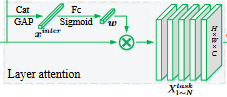 Cat Fc
GAP Sigmoid
x^inter w
H×W×C
Layer attention
X^task_1~N